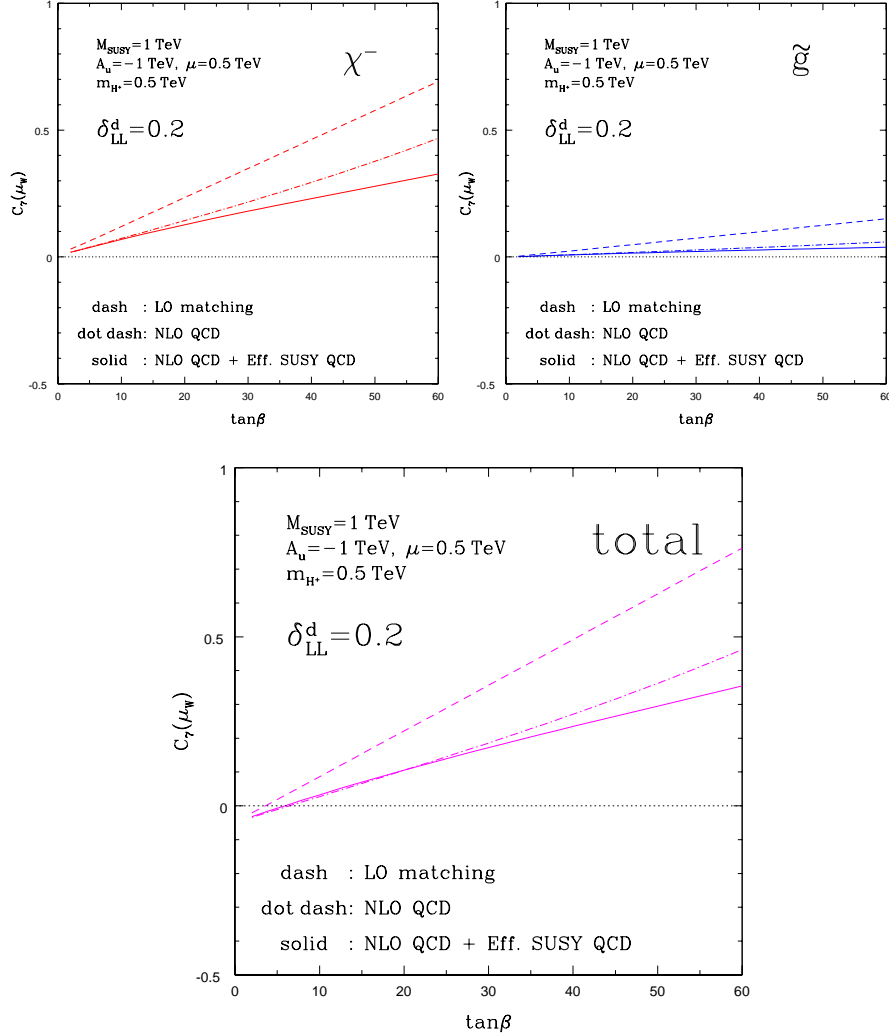 1
0.5
0
-0.5
0 10 20 30 40 50 60
C₇(μ_W)
tanβ
M_SUSY=1 TeV
A_u=−1 TeV, μ=0.5 TeV
m_H⁺=0.5 TeV
χ⁻
δ^d_LL=0.2
dash : LO matching
dot dash: NLO QCD
solid : NLO QCD + Eff. SUSY QCD
1
0.5
0
-0.5
0 10 20 30 40 50 60
C₇(μ_W)
tanβ
M_SUSY=1 TeV
A_u=−1 TeV, μ=0.5 TeV
m_H⁺=0.5 TeV
g̃
δ^d_LL=0.2
dash : LO matching
dot dash: NLO QCD
solid : NLO QCD + Eff. SUSY QCD
1
0.5
0
-0.5
0 10 20 30 40 50 60
C₇(μ_W)
tanβ
M_SUSY=1 TeV
A_u=−1 TeV, μ=0.5 TeV
m_H⁺=0.5 TeV
total
δ^d_LL=0.2
dash : LO matching
dot dash: NLO QCD
solid : NLO QCD + Eff. SUSY QCD